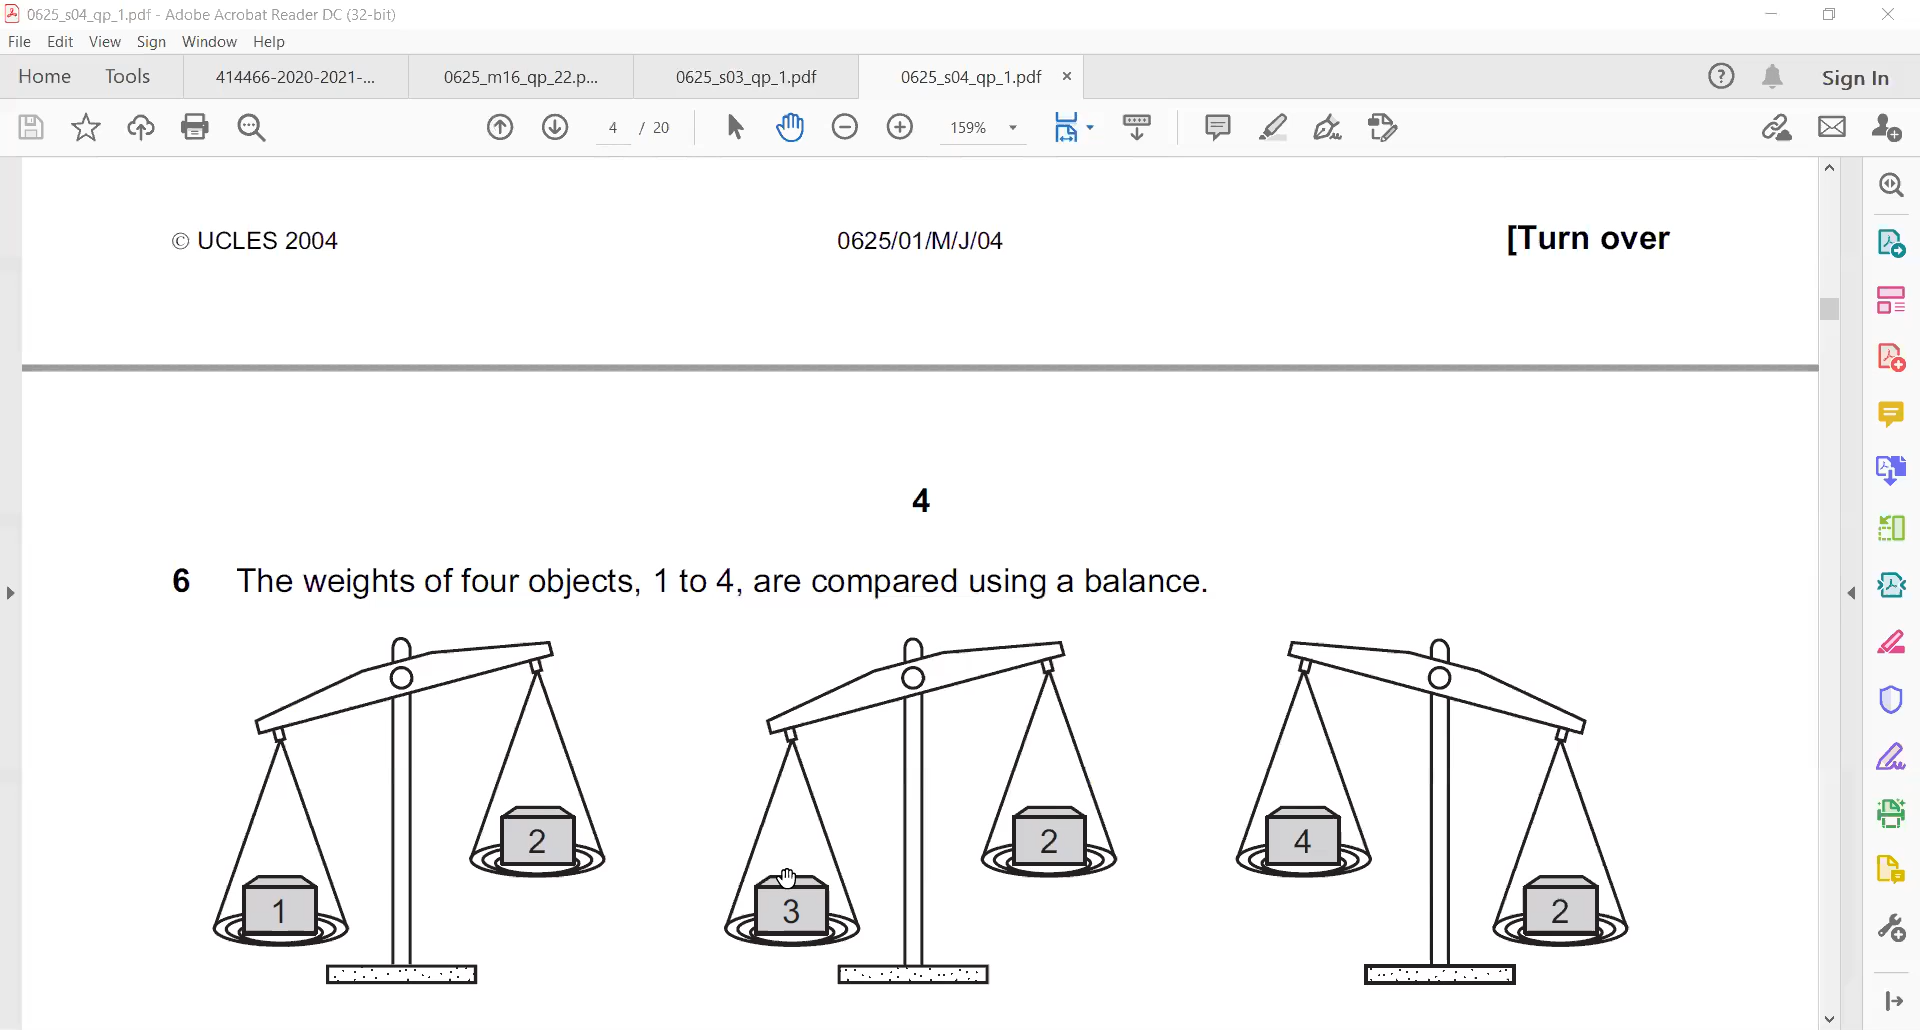 0625_s04_qp_1.pdf - Adobe Acrobat Reader DC (32-bit)
File Edit View Sign Window Help
Home Tools 414466-2020-2021-... 0625_m16_qp_22.p... 0625_s03_qp_1.pdf 0625_s04_qp_1.pdf × Sign In
4 / 20 159%
© UCLES 2004 0625/01/M/J/04 [Turn over
4
6 The weights of four objects, 1 to 4, are compared using a balance.
2 2 4
1 3 2